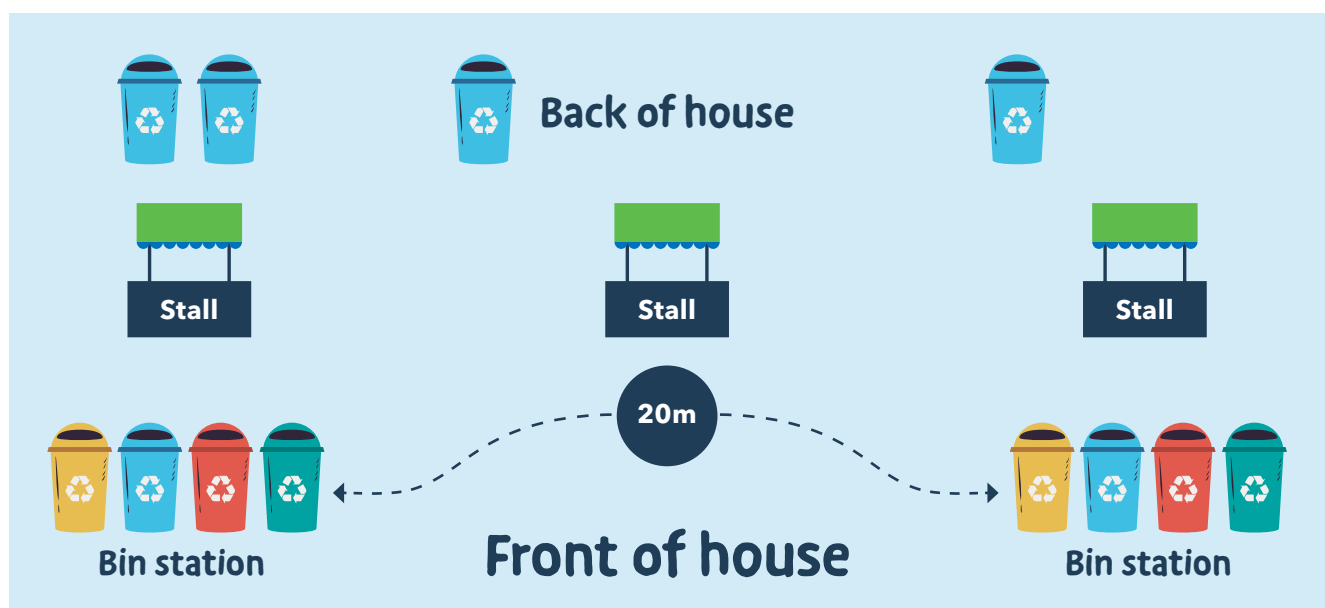 Back of house
Stall
Stall
Stall
20m
Bin station
Front of house
Bin station